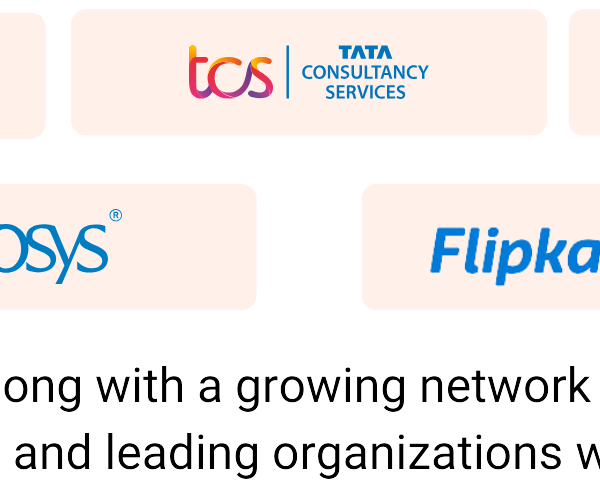 tcs TATA
CONSULTANCY
SERVICES
osys®
Flipka
ong with a growing network
and leading organizations w